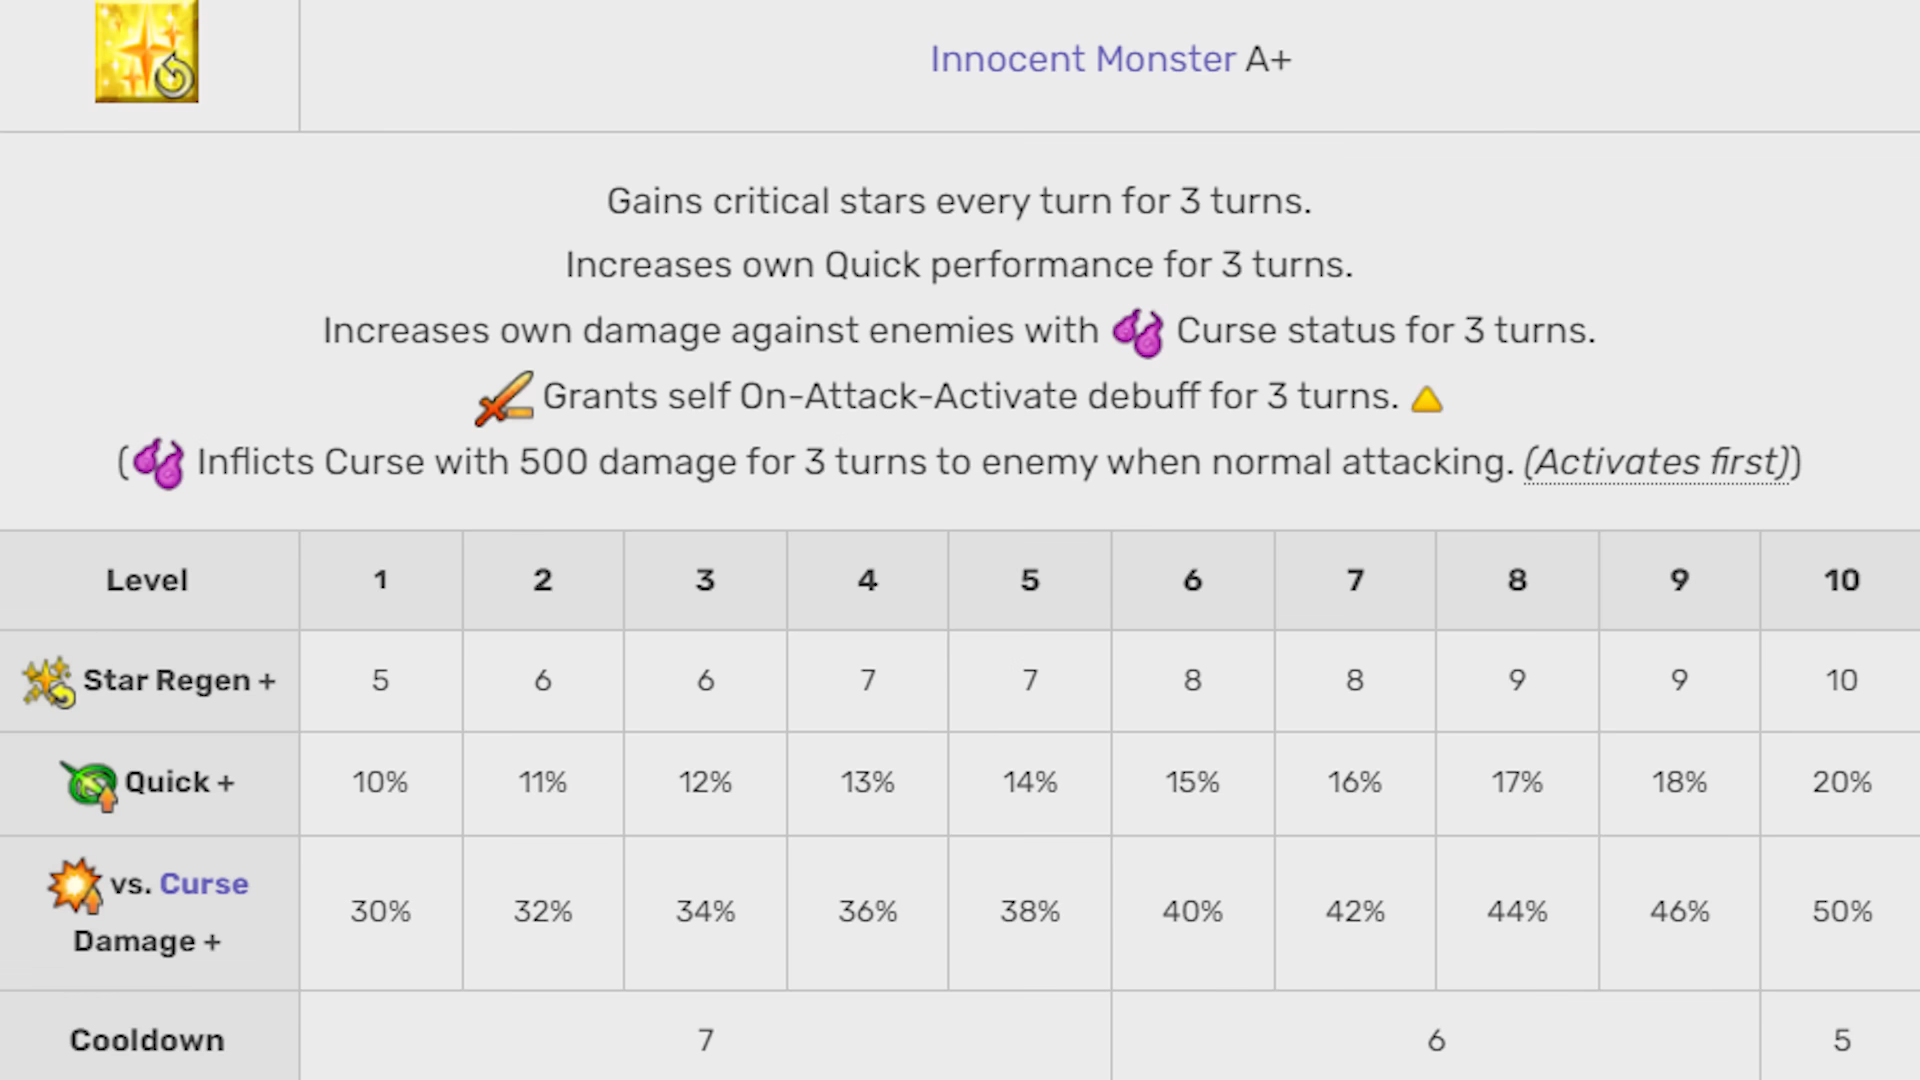 Innocent Monster A+
Gains critical stars every turn for 3 turns.
Increases own Quick performance for 3 turns.
Increases own damage against enemies with Curse status for 3 turns.
Grants self On-Attack-Activate debuff for 3 turns.
(Inflicts Curse with 500 damage for 3 turns to enemy when normal attacking. (Activates first))
Level 1 2 3 4 5 6 7 8 9 10
Star Regen + 5 6 6 7 7 8 8 9 9 10
Quick + 10% 11% 12% 13% 14% 15% 16% 17% 18% 20%
vs. Curse
Damage + 30% 32% 34% 36% 38% 40% 42% 44% 46% 50%
Cooldown 7 6 5